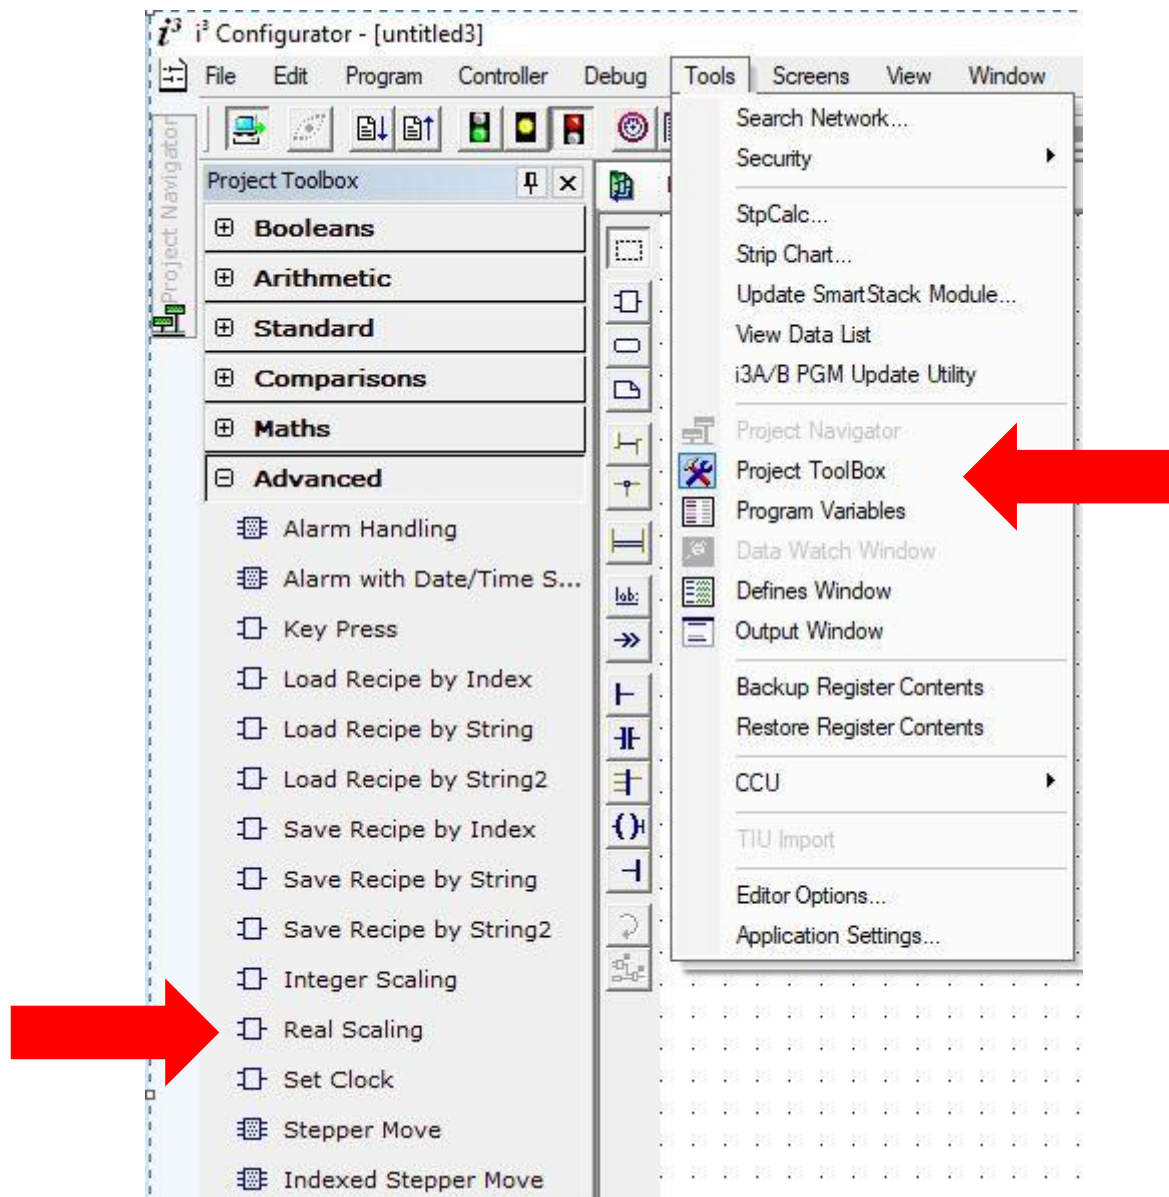 i³ i³ Configurator - [untitled3]
File Edit Program Controller Debug Tools Screens View Window
Project Navigator
Project Toolbox
Booleans
Arithmetic
Standard
Comparisons
Maths
Advanced
Alarm Handling
Alarm with Date/Time S...
Key Press
Load Recipe by Index
Load Recipe by String
Load Recipe by String2
Save Recipe by Index
Save Recipe by String
Save Recipe by String2
Integer Scaling
Real Scaling
Set Clock
Stepper Move
Indexed Stepper Move
lab:
Search Network...
Security
StpCalc...
Strip Chart...
Update SmartStack Module...
View Data List
i3A/B PGM Update Utility
Project Navigator
Project ToolBox
Program Variables
Data Watch Window
Defines Window
Output Window
Backup Register Contents
Restore Register Contents
CCU
TIU Import
Editor Options...
Application Settings...